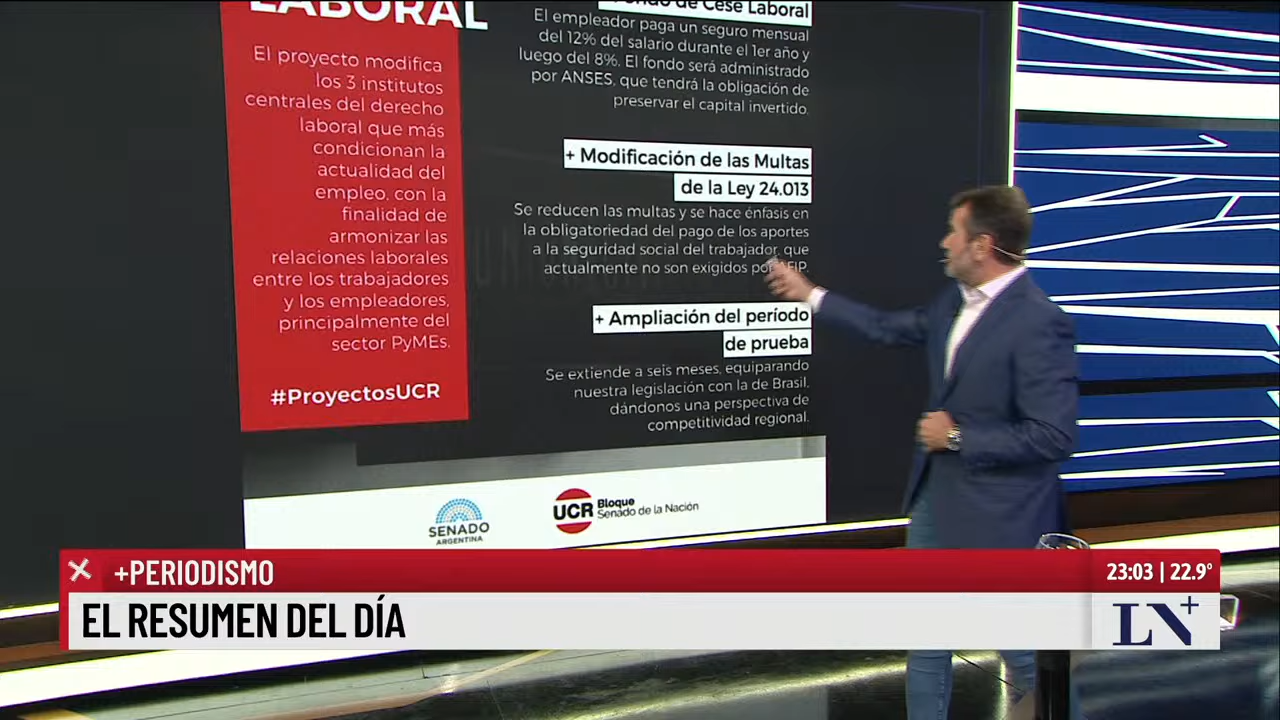 LABORAL
El proyecto modifica
los 3 institutos
centrales del derecho
laboral que más
condicionan la
actualidad del
empleo, con la
finalidad de
armonizar las
relaciones laborales
entre los trabajadores
y los empleadores,
principalmente del
sector PyMEs.
#ProyectosUCR
de Cese Laboral
El empleador paga un seguro mensual
del 12% del salario durante el 1er año y
luego del 8%. El fondo será administrado
por ANSES, que tendrá la obligación de
preservar el capital invertido.
+ Modificación de las Multas
de la Ley 24.013
Se reducen las multas y se hace énfasis en
la obligatoriedad del pago de los aportes
a la seguridad social del trabajador, que
actualmente no son exigidos por
+ Ampliación del período
de prueba
Se extiende a seis meses, equiparando
nuestra legislación con la de Brasil,
dándonos una perspectiva de
competitividad regional.
SENADO
ARGENTINA
UCR Bloque
Senado de la Nación
+PERIODISMO
23:03 | 22.9°
EL RESUMEN DEL DÍA
LN+